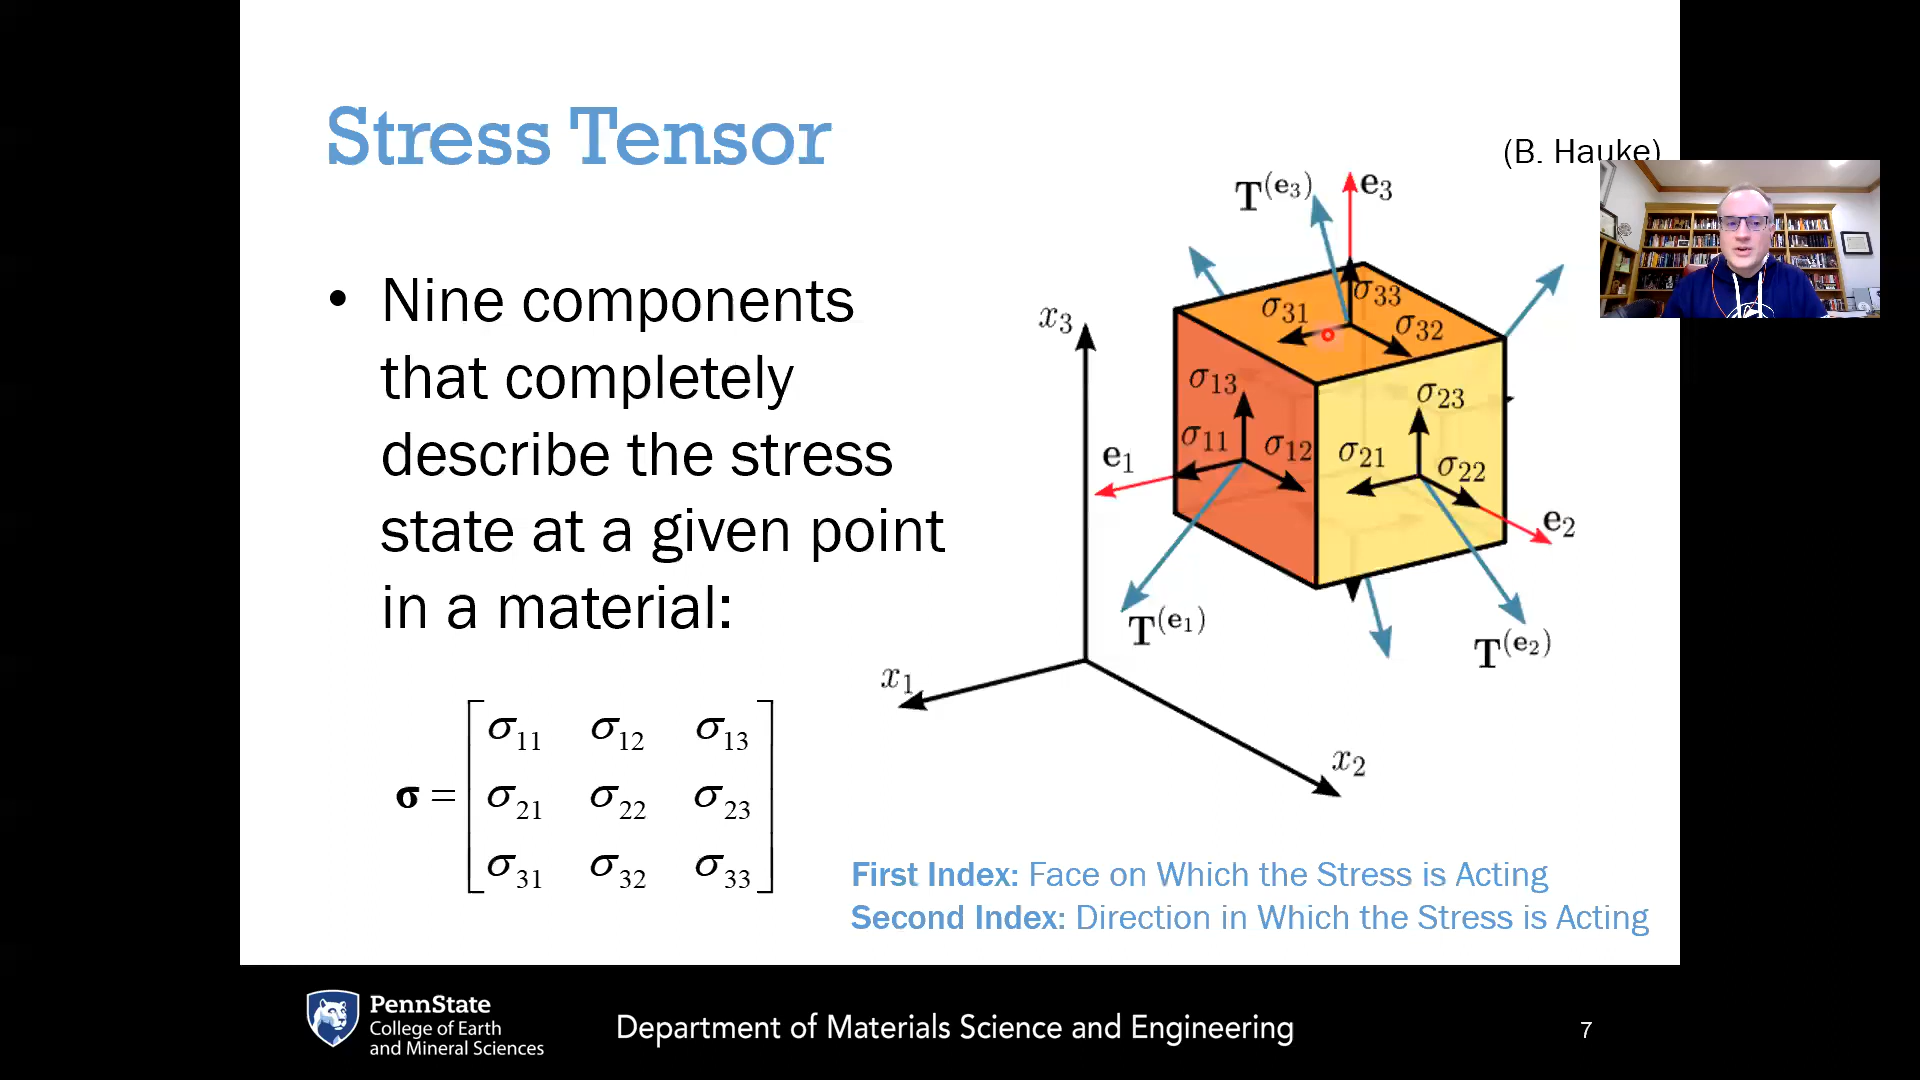 Stress Tensor
(B. Hauke)
• Nine components
that completely
describe the stress
state at a given point
in a material:
σ = [ σ11 σ12 σ13
σ21 σ22 σ23
σ31 σ32 σ33 ]
T(e3)
e3
x3
σ31
σ33
σ32
σ13
σ11
σ12
σ23
σ21
σ22
e1
e2
T(e1)
T(e2)
x1
x2
First Index: Face on Which the Stress is Acting
Second Index: Direction in Which the Stress is Acting
PennState
College of Earth
and Mineral Sciences
Department of Materials Science and Engineering
7